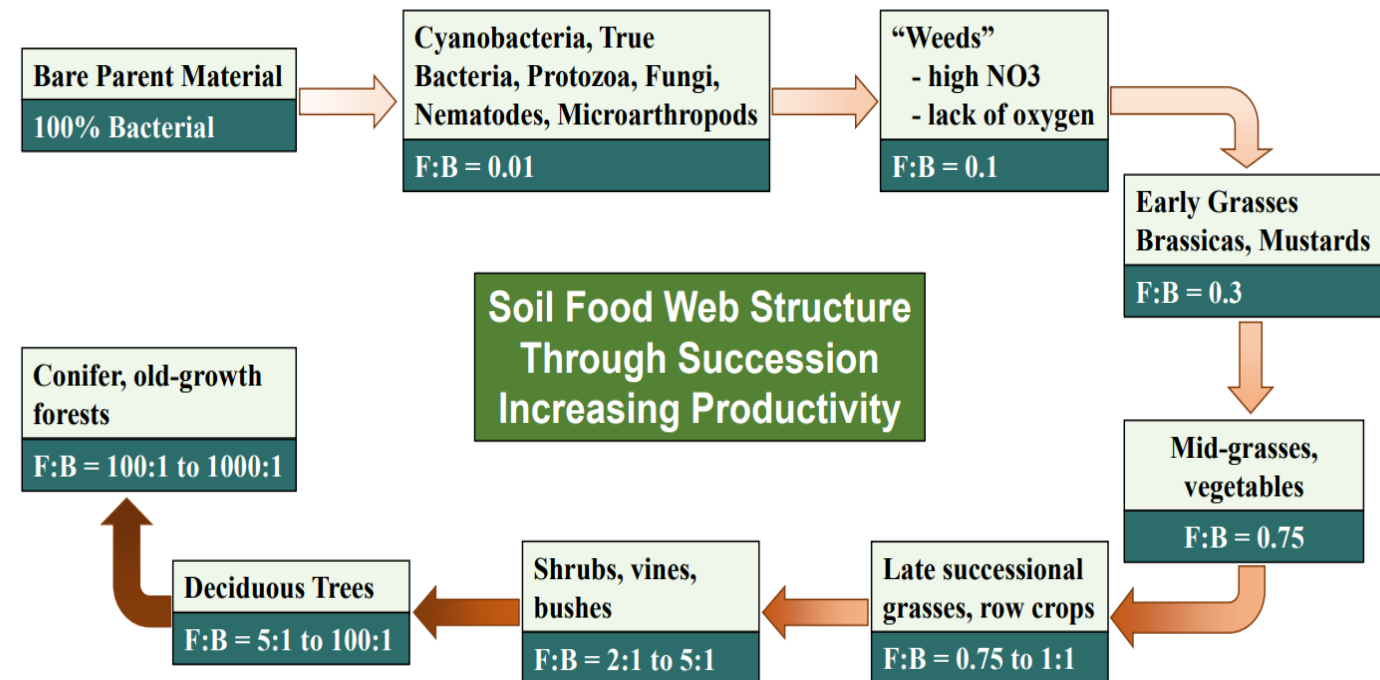 Bare Parent Material
100% Bacterial
Cyanobacteria, True
Bacteria, Protozoa, Fungi,
Nematodes, Microarthropods
F:B = 0.01
“Weeds”
- high NO3
- lack of oxygen
F:B = 0.1
Early Grasses
Brassicas, Mustards
F:B = 0.3
Mid-grasses,
vegetables
F:B = 0.75
Late successional
grasses, row crops
F:B = 0.75 to 1:1
Shrubs, vines,
bushes
F:B = 2:1 to 5:1
Deciduous Trees
F:B = 5:1 to 100:1
Conifer, old-growth
forests
F:B = 100:1 to 1000:1
Soil Food Web Structure
Through Succession
Increasing Productivity